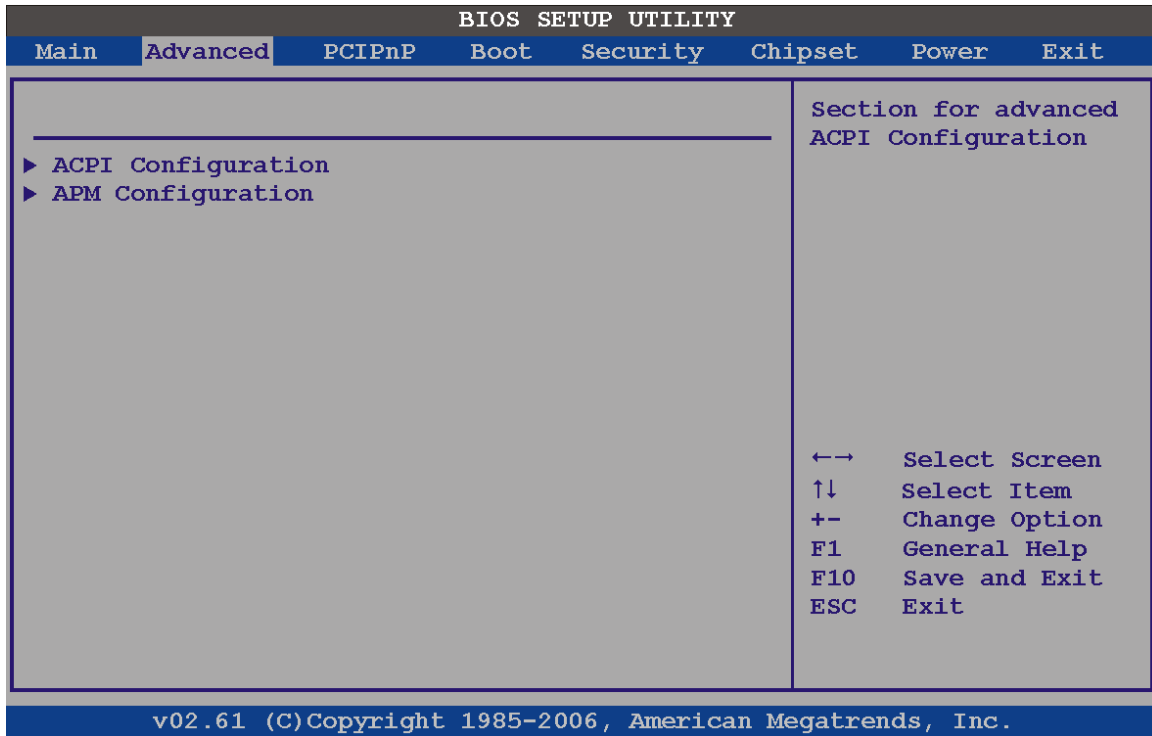 BIOS SETUP UTILITY
Main Advanced PCIPnP Boot Security Chipset Power Exit
▶ ACPI Configuration
▶ APM Configuration
Section for advanced
ACPI Configuration
←→ Select Screen
↑↓ Select Item
+- Change Option
F1 General Help
F10 Save and Exit
ESC Exit
v02.61 (C)Copyright 1985-2006, American Megatrends, Inc.